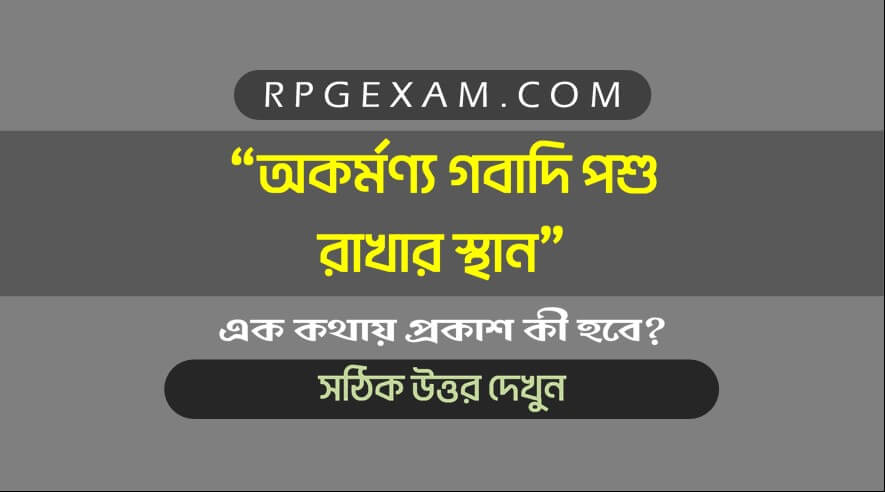 RPGEXAM.COM
“অকর্মণ্য গবাদি পশু
রাখার স্থান”
এক কথায় প্রকাশ কী হবে?
সঠিক উত্তর দেখুন